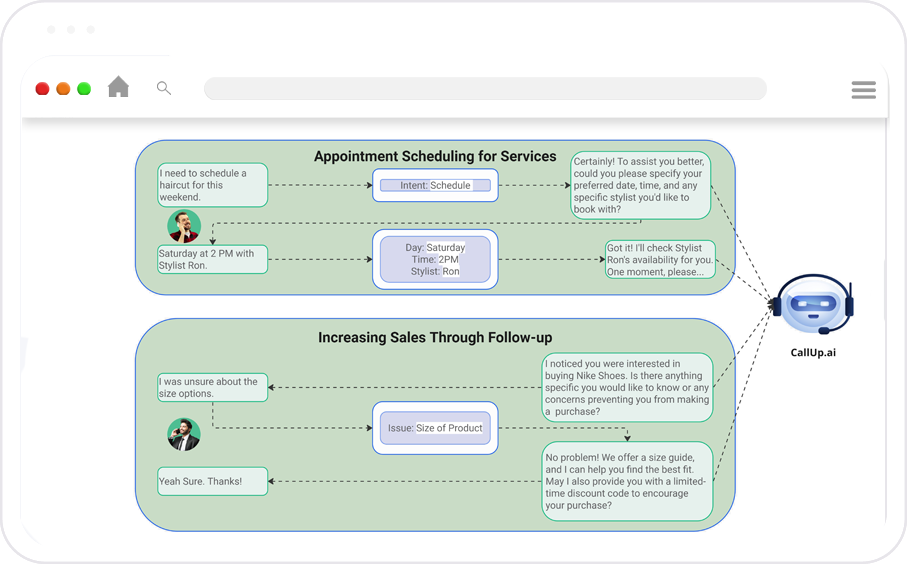 Appointment Scheduling for Services
I need to schedule a
haircut for this
weekend.
Intent: Schedule
Certainly! To assist you better,
could you please specify your
preferred date, time, and any
specific stylist you'd like to
book with?
Saturday at 2 PM with
Stylist Ron.
Day: Saturday
Time: 2PM
Stylist: Ron
Got it! I'll check Stylist
Ron's availability for you.
One moment, please...
CallUp.ai
Increasing Sales Through Follow-up
I noticed you were interested in
buying Nike Shoes. Is there anything
specific you would like to know or any
concerns preventing you from making
a purchase?
I was unsure about the
size options.
Issue: Size of Product
No problem! We offer a size guide,
and I can help you find the best fit.
May I also provide you with a limited-
time discount code to encourage
your purchase?
Yeah Sure. Thanks!